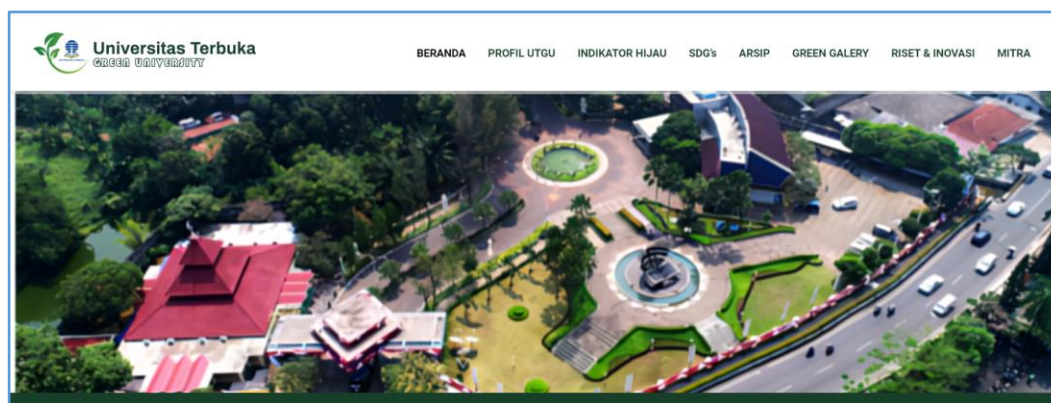 Universitas Terbuka
GREEN UNIVERSITY
BERANDA PROFIL UTGU INDIKATOR HIJAU SDG's ARSIP GREEN GALERY RISET & INOVASI MITRA